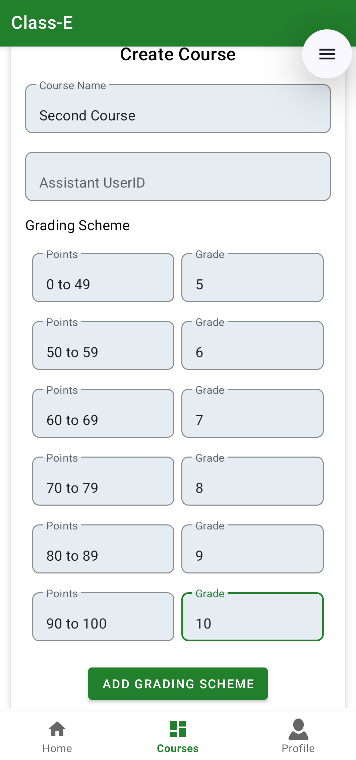 Class-E
Create Course
Course Name
Second Course
Assistant UserID
Grading Scheme
Points Grade
0 to 49 5
Points Grade
50 to 59 6
Points Grade
60 to 69 7
Points Grade
70 to 79 8
Points Grade
80 to 89 9
Points Grade
90 to 100 10
ADD GRADING SCHEME
Home Courses Profile